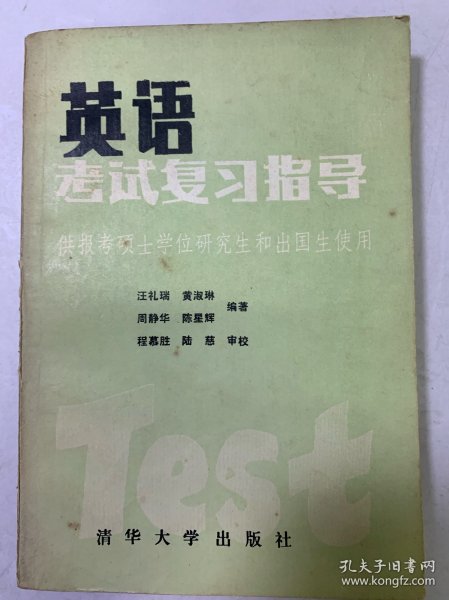 英语
考试复习指导
供报考硕士学位研究生和出国生使用
汪礼瑞 黄淑琳
周静华 陈星辉 编著
程慕胜 陆慈 审校
Test
清华大学出版社
孔夫子旧书网
www.kongfz.com